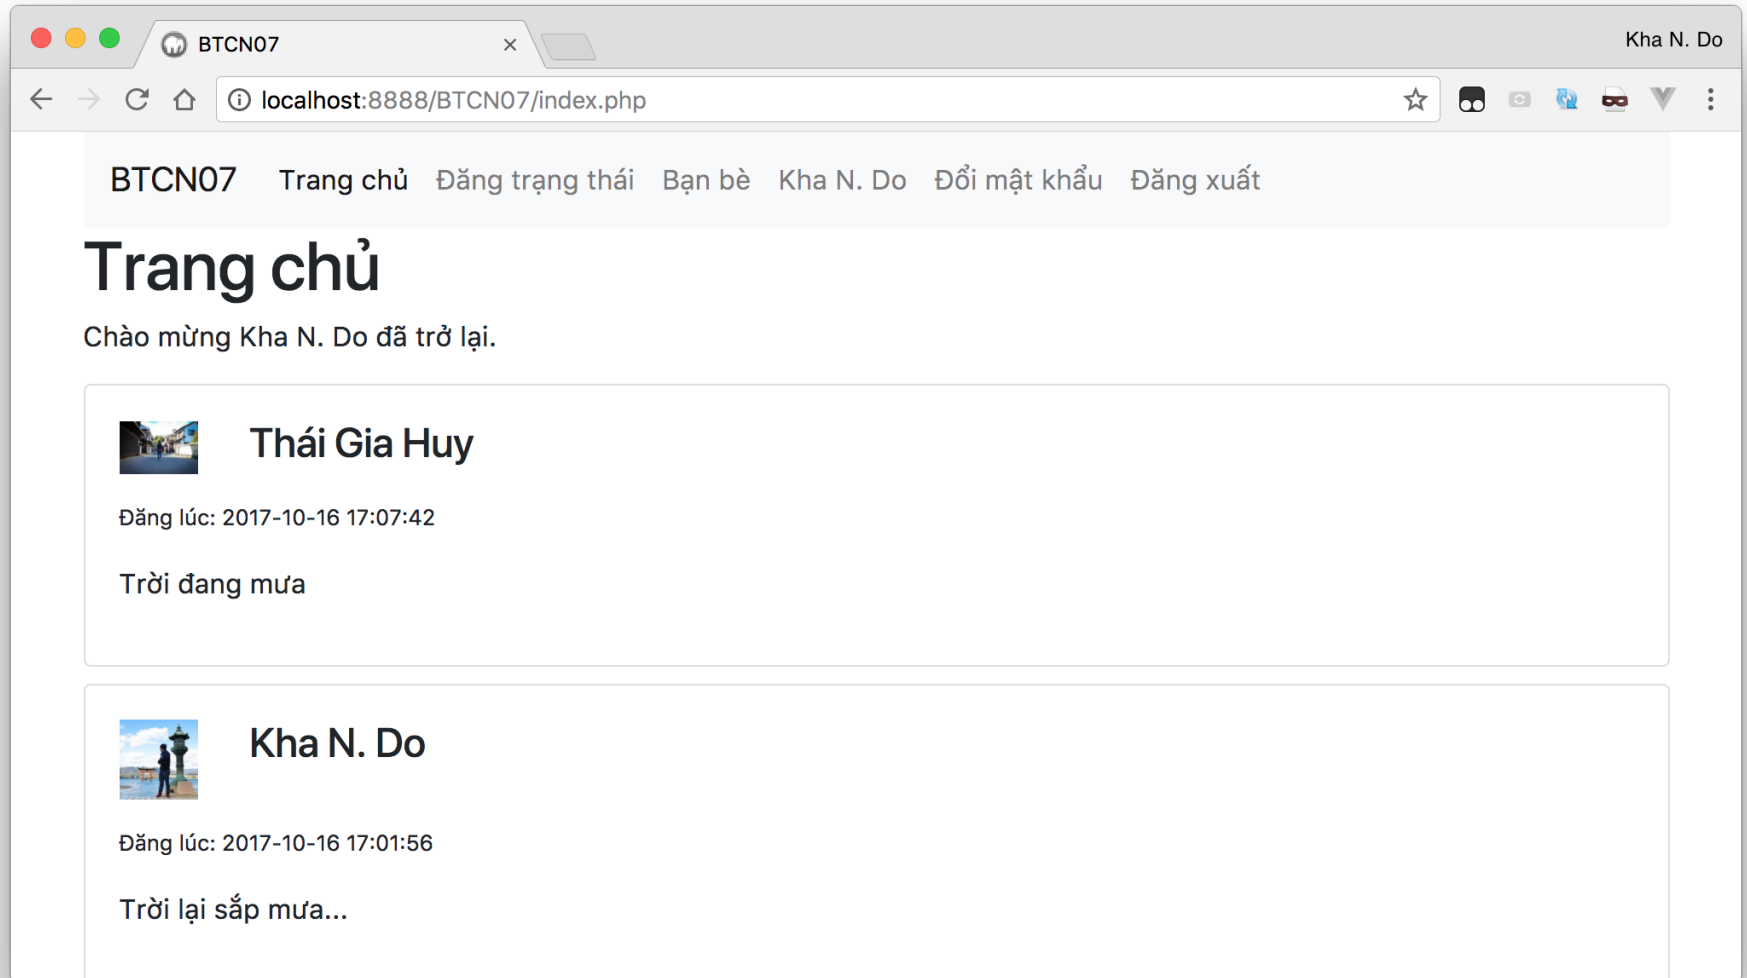 BTCN07
Kha N. Do
localhost:8888/BTCN07/index.php
BTCN07 Trang chủ Đăng trạng thái Bạn bè Kha N. Do Đổi mật khẩu Đăng xuất
Trang chủ
Chào mừng Kha N. Do đã trở lại.
Thái Gia Huy
Đăng lúc: 2017-10-16 17:07:42
Trời đang mưa
Kha N. Do
Đăng lúc: 2017-10-16 17:01:56
Trời lại sắp mưa...